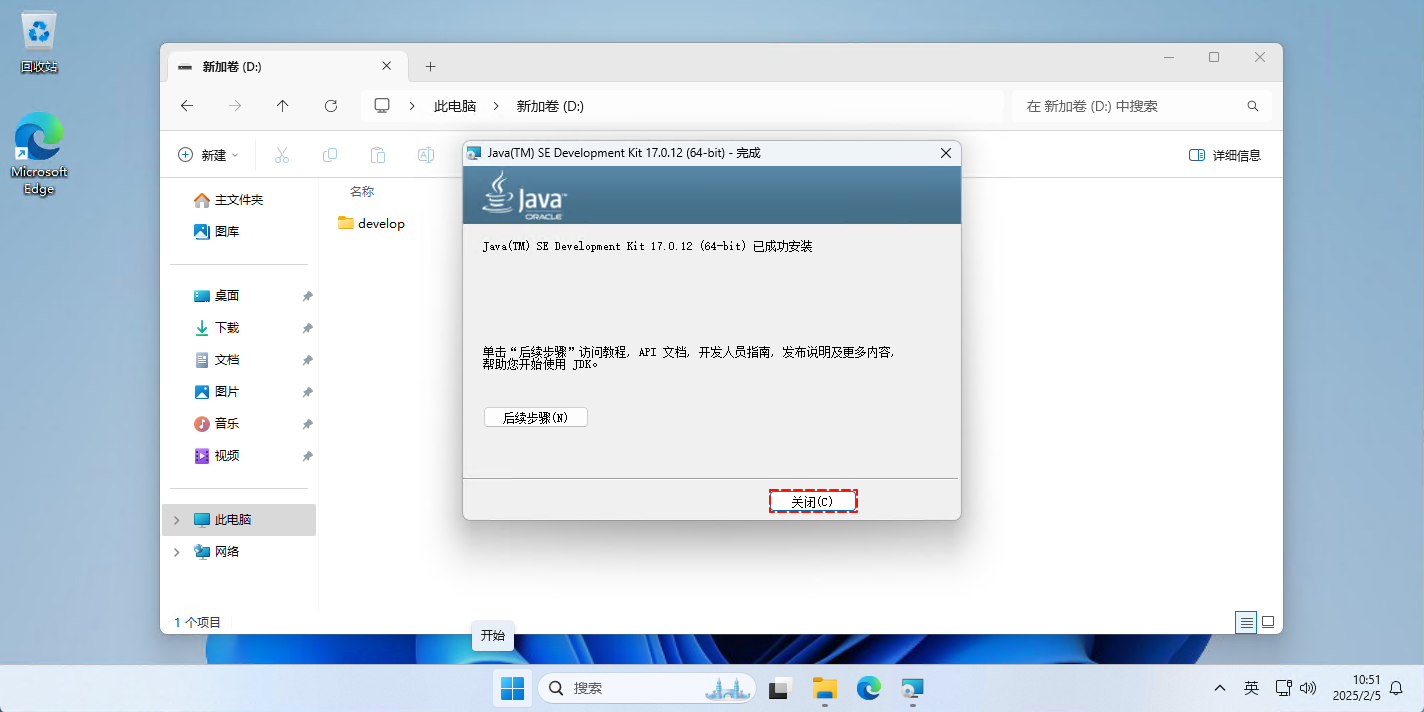 回收站
Microsoft
Edge
新加卷 (D:)
此电脑
新加卷 (D:)
在 新加卷 (D:) 中搜索
新建
详细信息
主文件夹
图库
桌面
下载
文档
图片
音乐
视频
此电脑
网络
名称
develop
1 个项目
Java(TM) SE Development Kit 17.0.12 (64-bit) - 完成
Java™
ORACLE
Java(TM) SE Development Kit 17.0.12 (64-bit) 已成功安装
单击“后续步骤”访问教程, API 文档, 开发人员指南, 发布说明及更多内容,
帮助您开始使用 JDK。
后续步骤(N)
关闭(C)
开始
搜索
英
10:51
2025/2/5